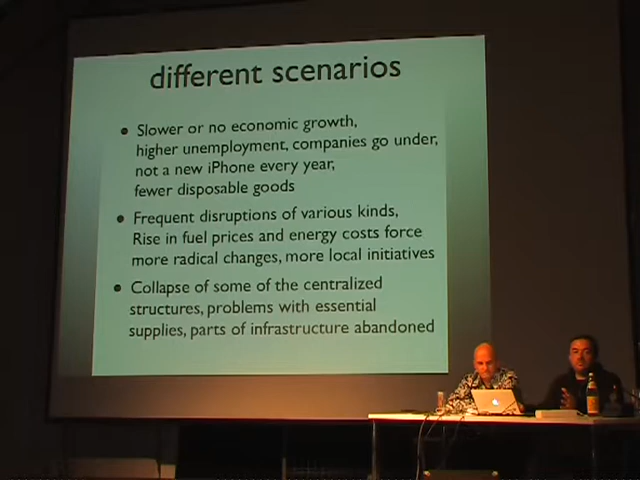 different scenarios
Slower or no economic growth,
higher unemployment, companies go under,
not a new iPhone every year,
fewer disposable goods
Frequent disruptions of various kinds,
Rise in fuel prices and energy costs force
more radical changes, more local initiatives
Collapse of some of the centralized
structures, problems with essential
supplies, parts of infrastructure abandoned